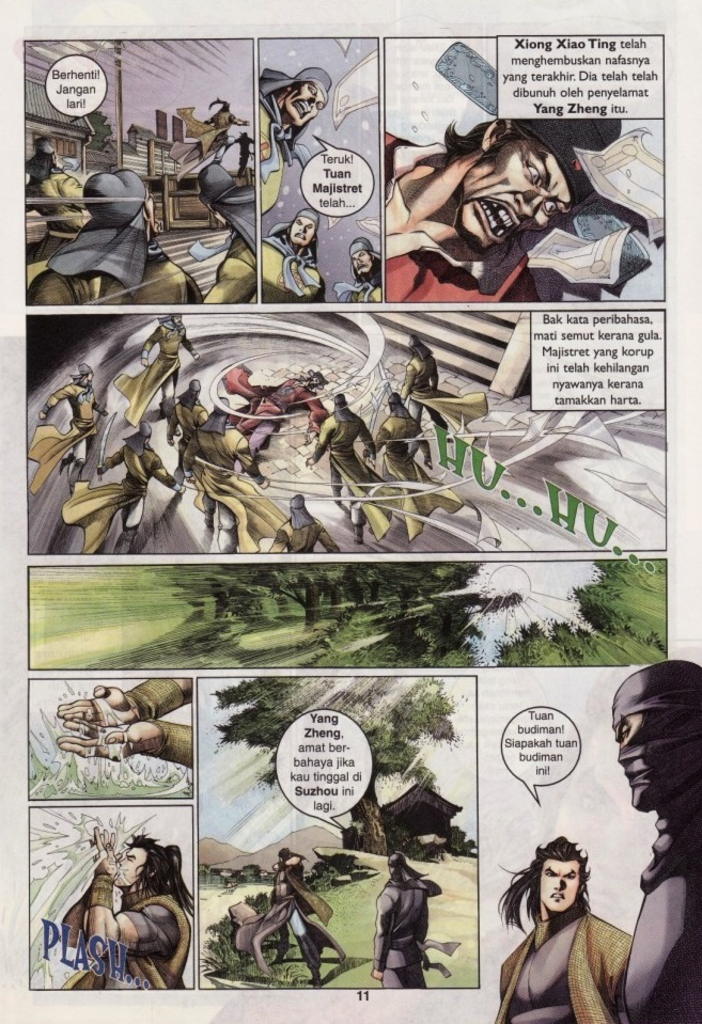 Berhenti!
Jangan
lari!
Teruk!
Tuan
Majistret
telah...
Xiong Xiao Ting telah
menghembuskan nafasnya
yang terakhir. Dia telah telah
dibunuh oleh penyelamat
Yang Zheng itu.
Bak kata peribahasa,
mati semut kerana gula.
Majistret yang korup
ini telah kehilangan
nyawanya kerana
tamakkan harta.
HU...HU...
PLASH...
Yang
Zheng,
amat ber-
bahaya jika
kau tinggal di
Suzhou ini
lagi.
Tuan
budiman!
Siapakah tuan
budiman
ini!
11